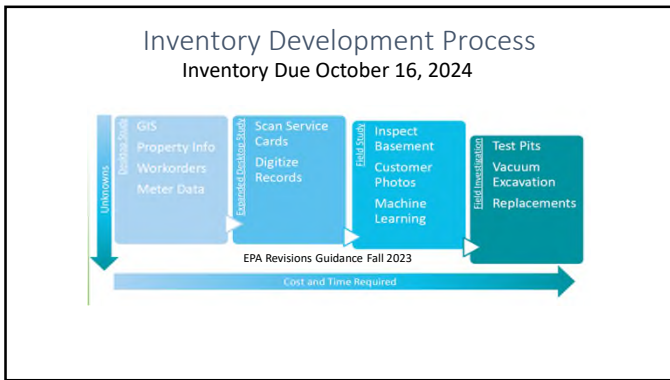 Inventory Development Process
Inventory Due October 16, 2024
Unknowns
Desktop Study
GIS
Property Info
Workorders
Meter Data
Expanded Desktop Study
Scan Service
Cards
Digitize
Records
Field Study
Inspect
Basement
Customer
Photos
Machine
Learning
Field Investigation
Test Pits
Vacuum
Excavation
Replacements
EPA Revisions Guidance Fall 2023
Cost and Time Required